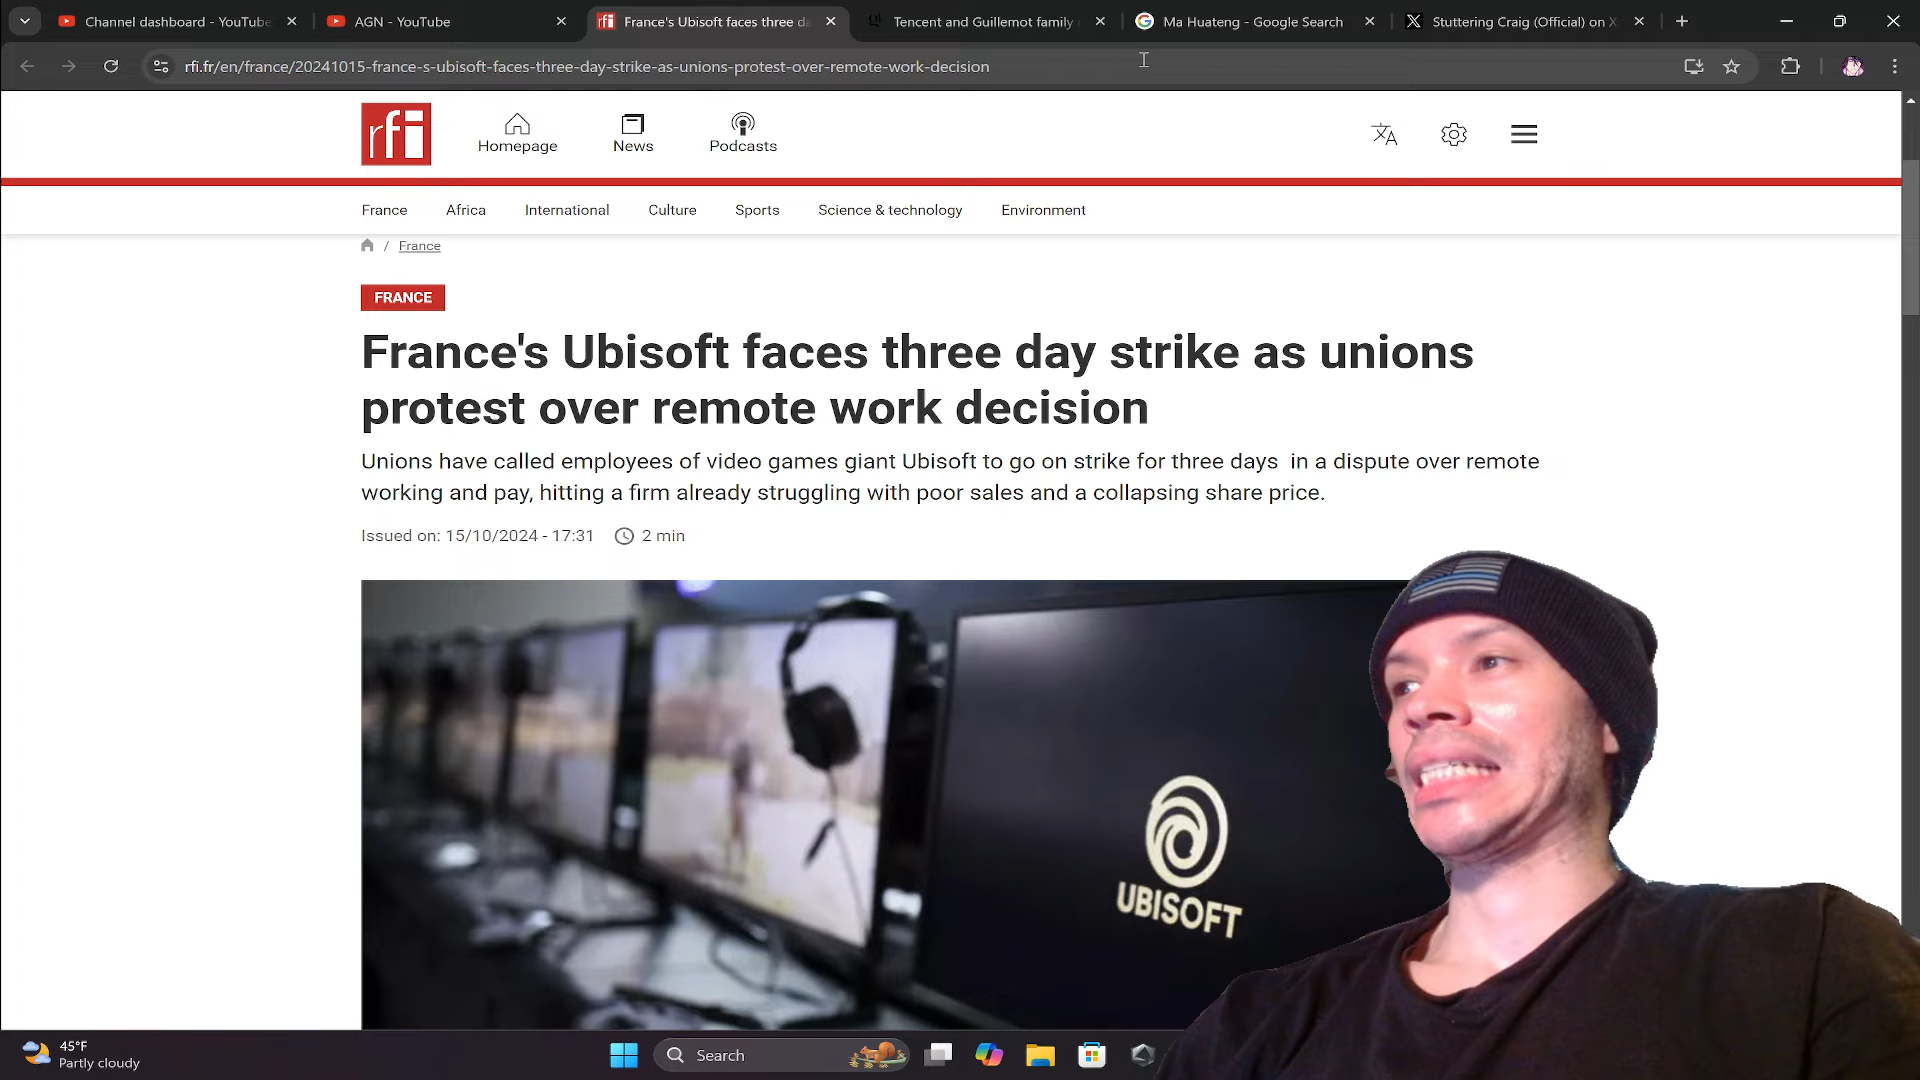 Channel dashboard - YouTube
AGN - YouTube
France's Ubisoft faces three da
Tencent and Guillemot family
Ma Huateng - Google Search
Stuttering Craig (Official) on X
rfi.fr/en/france/20241015-france-s-ubisoft-faces-three-day-strike-as-unions-protest-over-remote-work-decision
rfi
Homepage
News
Podcasts
France
Africa
International
Culture
Sports
Science & technology
Environment
/ France
FRANCE
France's Ubisoft faces three day strike as unions
protest over remote work decision
Unions have called employees of video games giant Ubisoft to go on strike for three days in a dispute over remote
working and pay, hitting a firm already struggling with poor sales and a collapsing share price.
Issued on: 15/10/2024 - 17:31
2 min
UBISOFT
45°F
Partly cloudy
Search